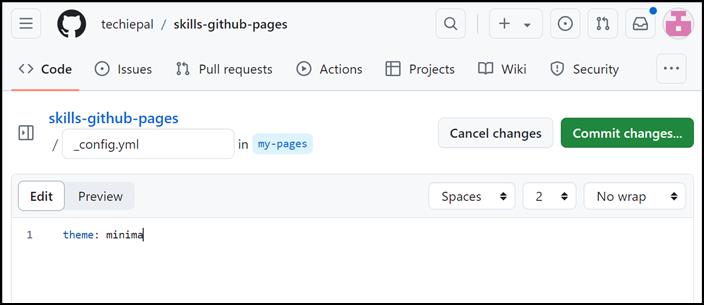 techiepal / skills-github-pages
Code Issues Pull requests Actions Projects Wiki Security
skills-github-pages
/ _config.yml in my-pages Cancel changes Commit changes...
Edit Preview Spaces 2 No wrap
1 theme: minima